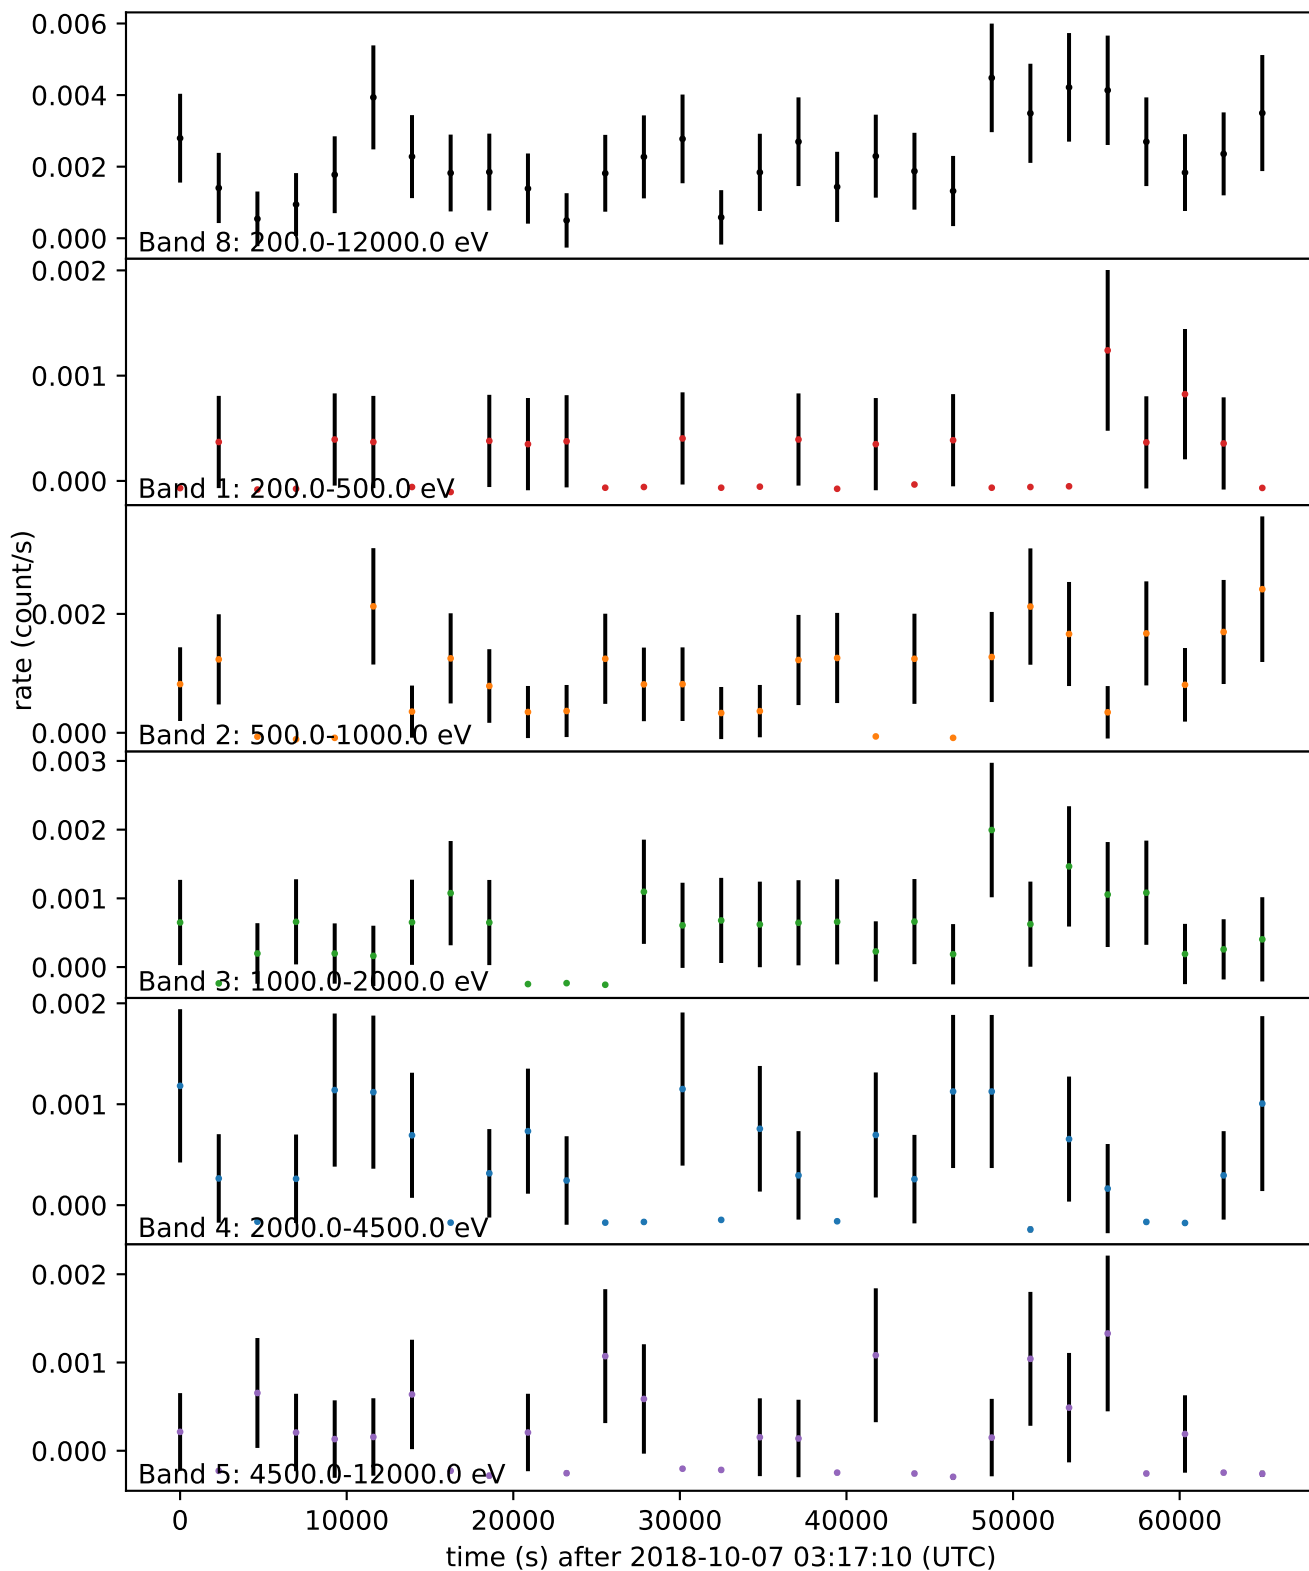 0.006
0.004
0.002
0.000
Band 8: 200.0-12000.0 eV
0.002
0.001
0.000
Band 1: 200.0-500.0 eV
rate (count/s)
0.002
0.000
Band 2: 500.0-1000.0 eV
0.003
0.002
0.001
0.000
Band 3: 1000.0-2000.0 eV
0.002
0.001
0.000
Band 4: 2000.0-4500.0 eV
0.002
0.001
0.000
Band 5: 4500.0-12000.0 eV
0 10000 20000 30000 40000 50000 60000
time (s) after 2018-10-07 03:17:10 (UTC)